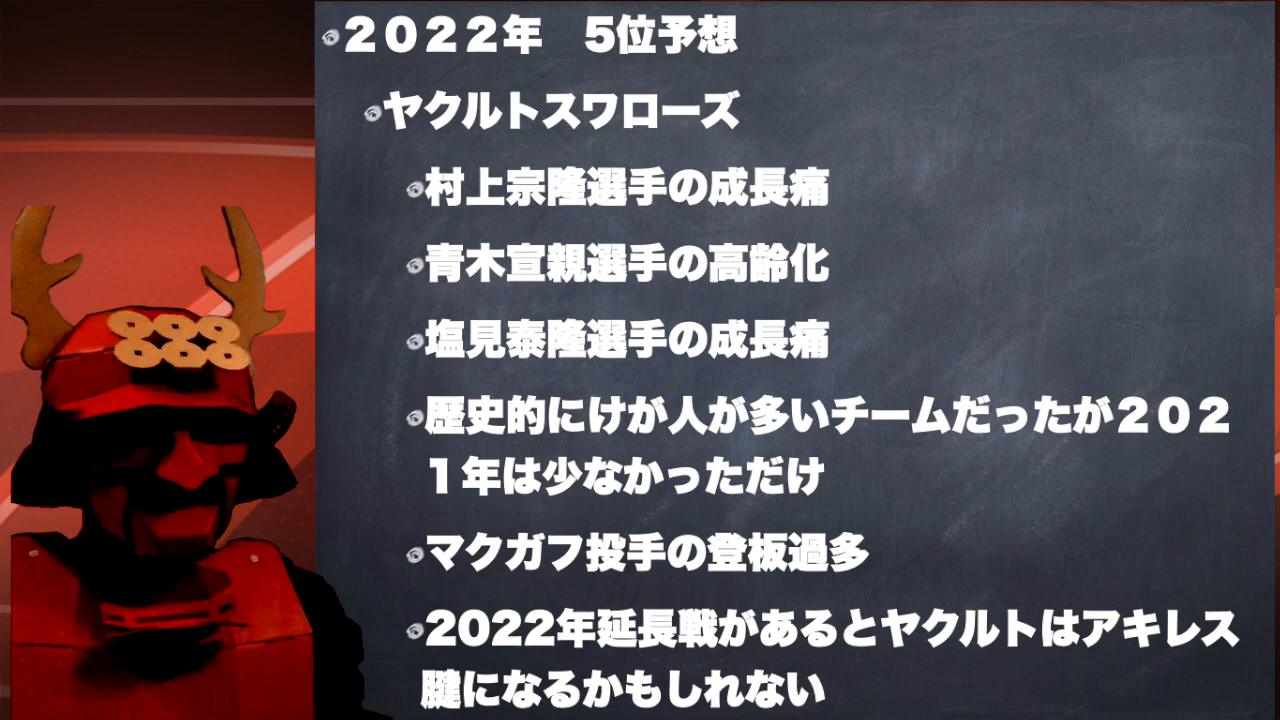 ２０２２年　5位予想
ヤクルトスワローズ
村上宗隆選手の成長痛
青木宣親選手の高齢化
塩見泰隆選手の成長痛
歴史的にけが人が多いチームだったが２０２
１年は少なかっただけ
マクガフ投手の登板過多
2022年延長戦があるとヤクルトはアキレス
腱になるかもしれない